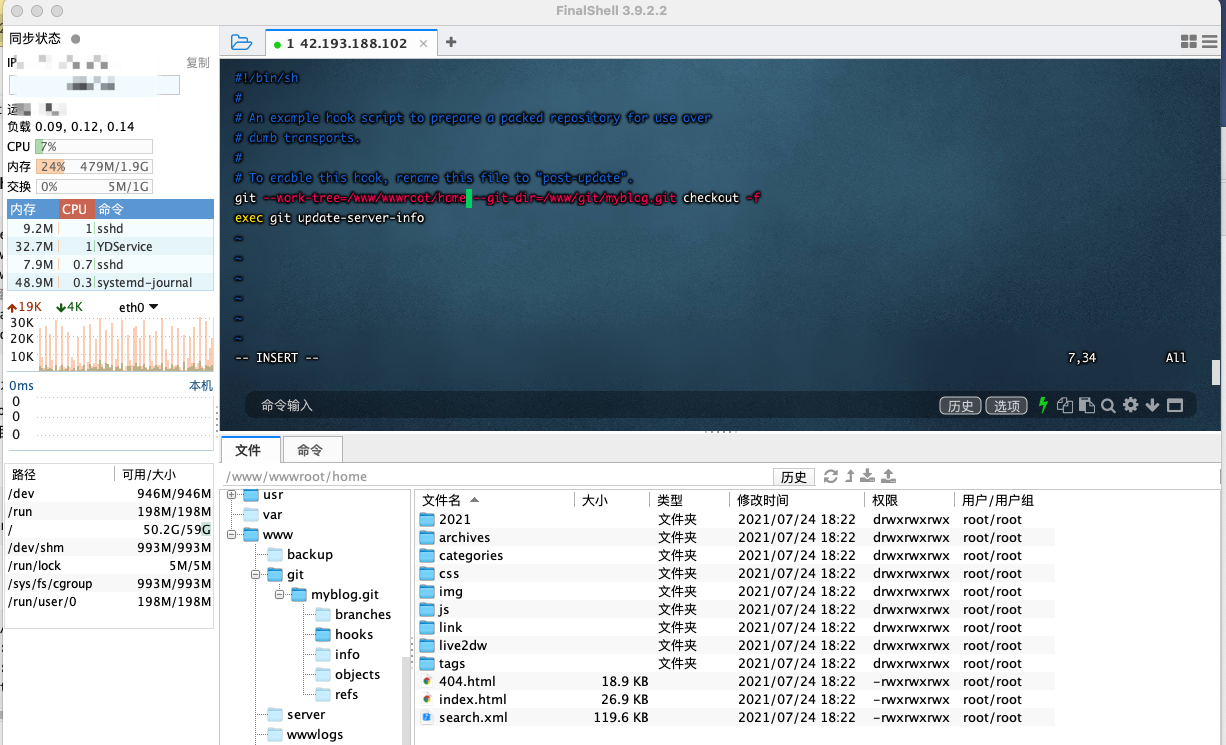 FinalShell 3.9.2.2
同步状态
IP
复制
运
负载 0.09, 0.12, 0.14
CPU 7%
内存 24% 479M/1.9G
交换 0% 5M/1G
内存 CPU 命令
9.2M 1 sshd
32.7M 1 YDService
7.9M 0.7 sshd
48.9M 0.3 systemd-journal
19K 4K eth0
30K
20K
10K
0ms 本机
0
0
0
路径 可用/大小
/dev 946M/946M
/run 198M/198M
/ 50.2G/59G
/dev/shm 993M/993M
/run/lock 5M/5M
/sys/fs/cgroup 993M/993M
/run/user/0 198M/198M
1 42.193.188.102
#!/bin/sh
#
# An example hook script to prepare a packed repository for use over
# dumb transports.
#
# To enable this hook, rename this file to "post-update".
git --work-tree=/www/wwwroot/home --git-dir=/www/git/myblog.git checkout -f
exec git update-server-info
~
~
~
~
~
~
-- INSERT -- 7,34 All
命令输入 历史 选项
文件 命令
/www/wwwroot/home 历史
usr
var
www
backup
git
myblog.git
branches
hooks
info
objects
refs
server
wwwlogs
文件名 大小 类型 修改时间 权限 用户/用户组
2021 文件夹 2021/07/24 18:22 drwxrwxrwx root/root
archives 文件夹 2021/07/24 18:22 drwxrwxrwx root/root
categories 文件夹 2021/07/24 18:22 drwxrwxrwx root/root
css 文件夹 2021/07/24 18:22 drwxrwxrwx root/root
img 文件夹 2021/07/24 18:22 drwxrwxrwx root/root
js 文件夹 2021/07/24 18:22 drwxrwxrwx root/root
link 文件夹 2021/07/24 18:22 drwxrwxrwx root/root
live2dw 文件夹 2021/07/24 18:22 drwxrwxrwx root/root
tags 文件夹 2021/07/24 18:22 drwxrwxrwx root/root
404.html 18.9 KB 2021/07/24 18:22 -rwxrwxrwx root/root
index.html 26.9 KB 2021/07/24 18:22 -rwxrwxrwx root/root
search.xml 119.6 KB 2021/07/24 18:22 -rwxrwxrwx root/root